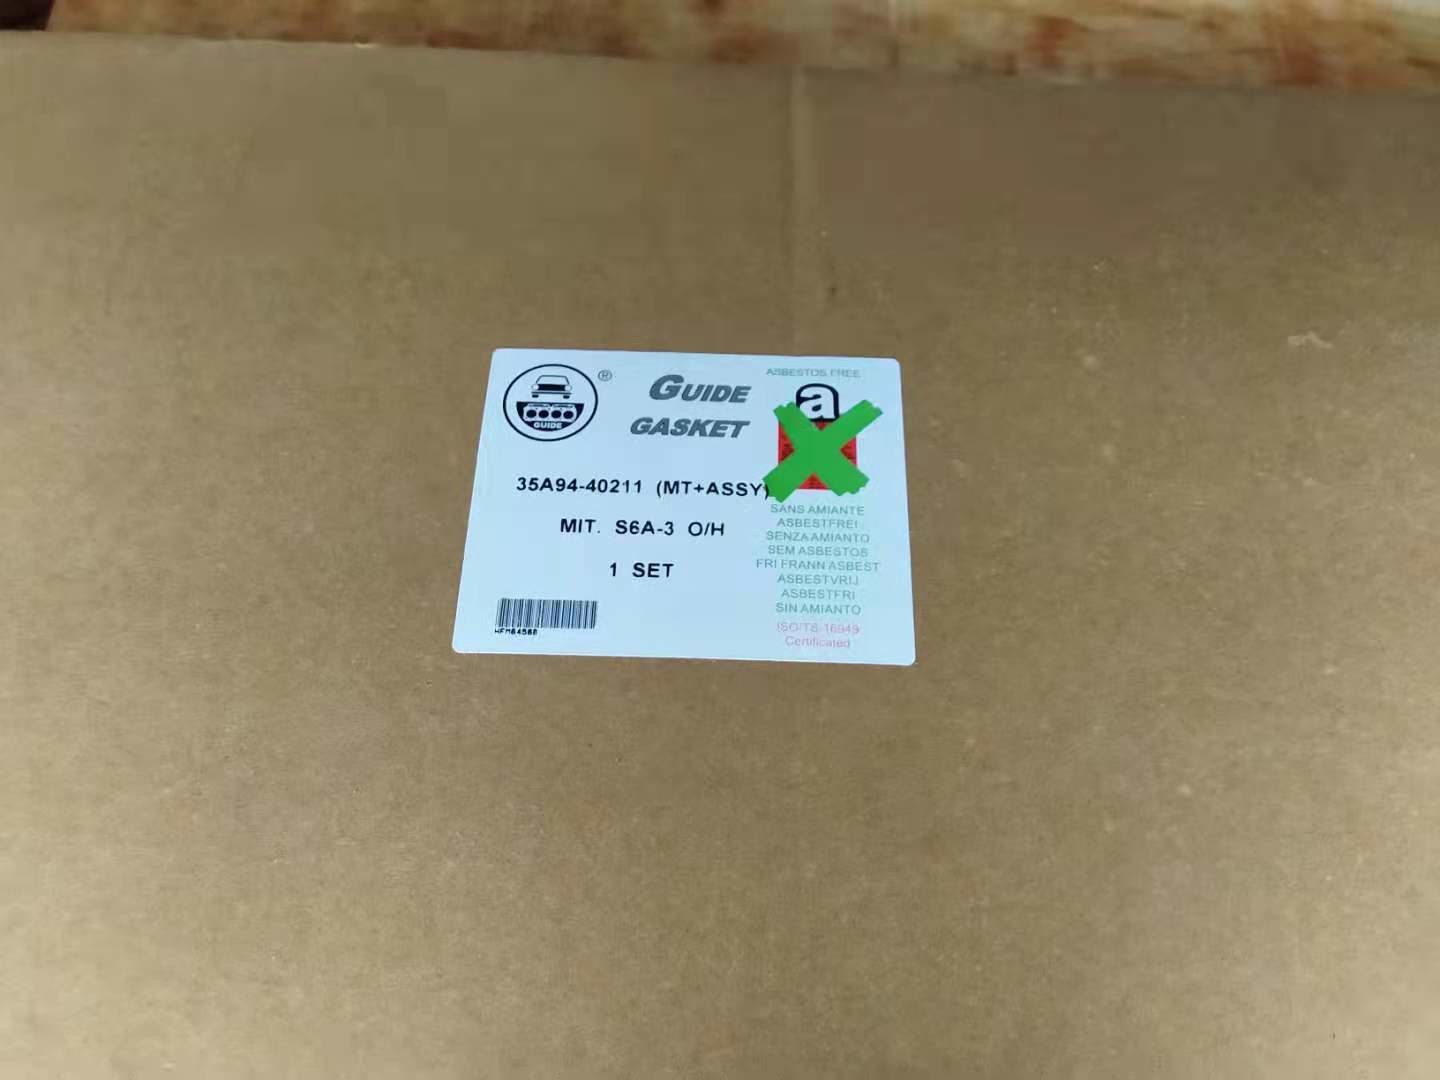 GUIDE
®
GUIDE
GASKET
ASBESTOS FREE
a
35A94-40211 (MT+ASSY)
MIT. S6A-3 O/H
1 SET
SANS AMIANTE
ASBESTFREI
SENZA AMIANTO
SEM ASBESTOS
FRI FRANN ASBEST
ASBESTVRIJ
ASBESTFRI
SIN AMIANTO
ISO/TS 16949
Certificated